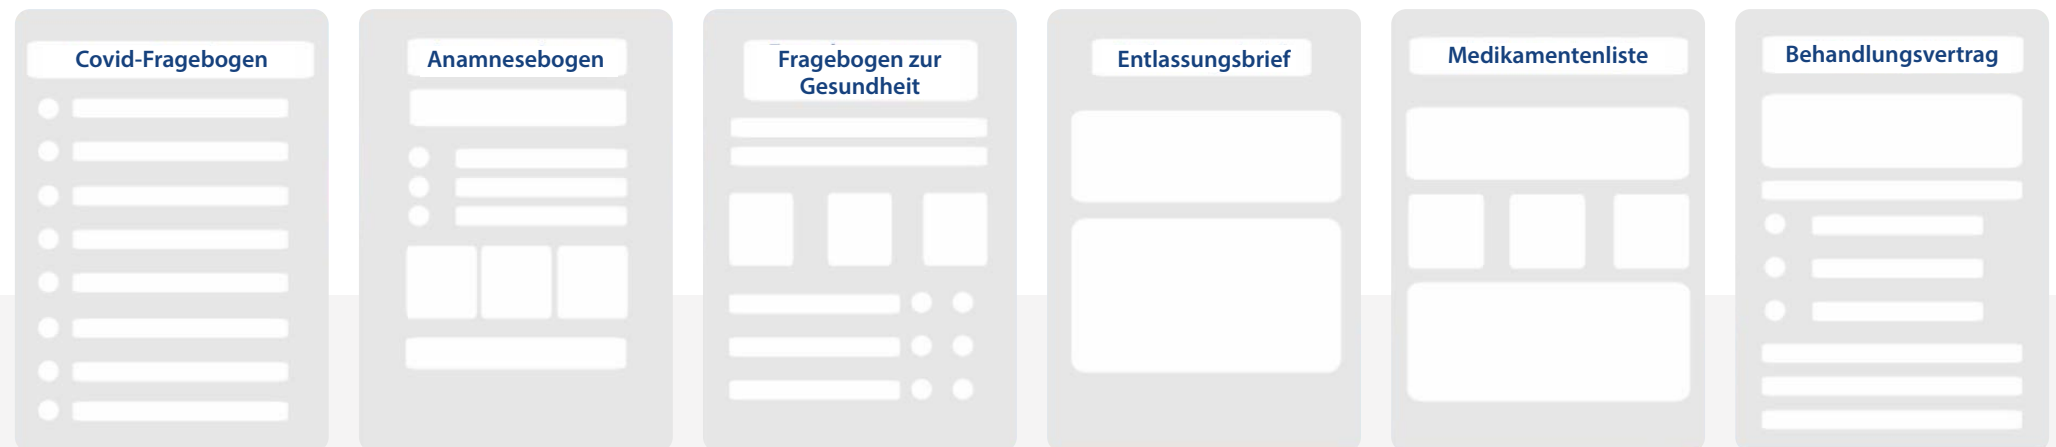 Covid-Fragebogen
Anamnesebogen
Fragebogen zur
Gesundheit
Entlassungsbrief
Medikamentenliste
Behandlungsvertrag